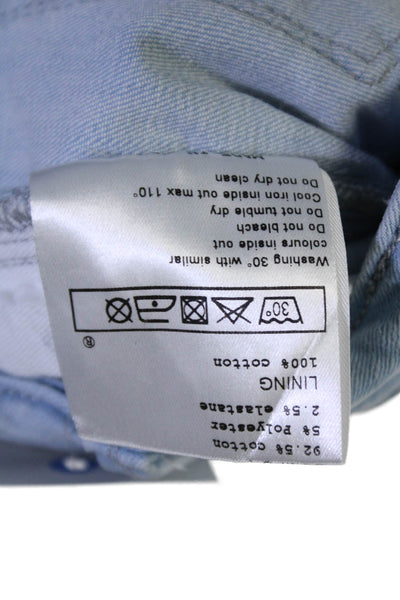 92.5% cotton
5% Polyester
2.5% elastane
LINING
100% cotton
®
30°
Washing 30° with similar
colours inside out
Do not bleach
Do not tumble dry
Cool iron inside out max 110°
Do not dry clean